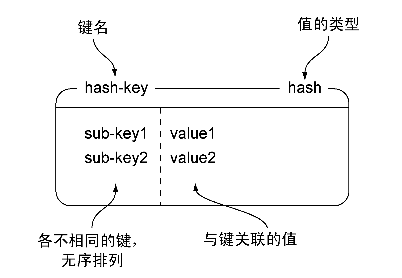 键名
值的类型
hash-key
hash
sub-key1 value1
sub-key2 value2
各不相同的键，
无序排列
与键关联的值